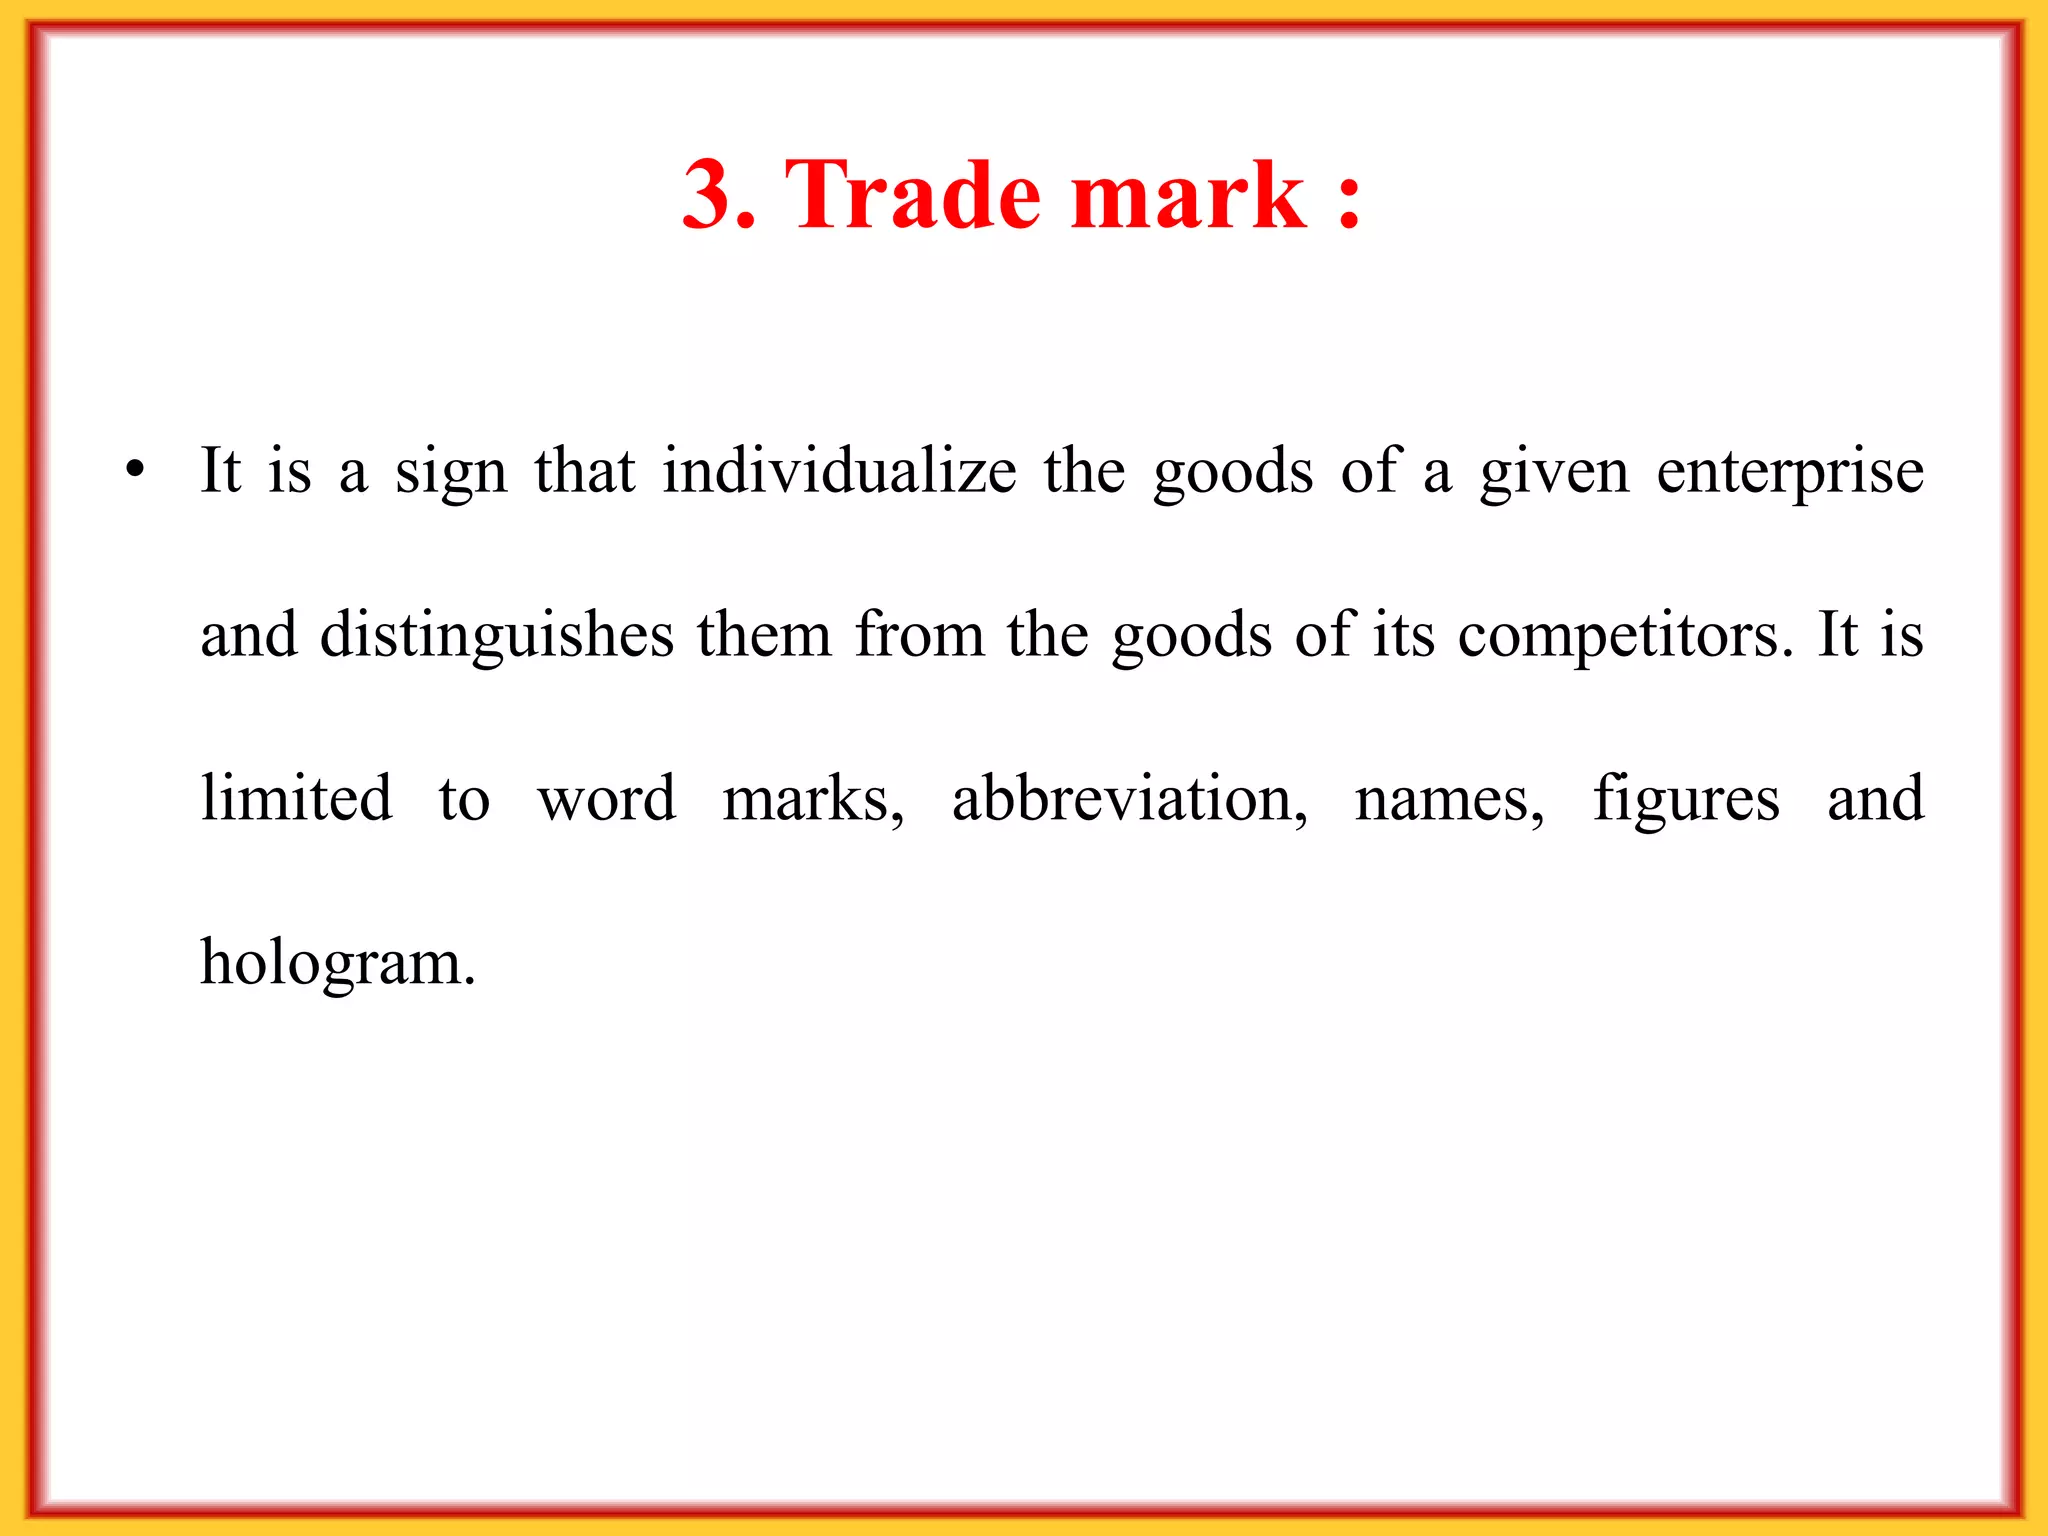 3. Trade mark :
• It is a sign that individualize the goods of a given enterprise
and distinguishes them from the goods of its competitors. It is
limited to word marks, abbreviation, names, figures and
hologram.